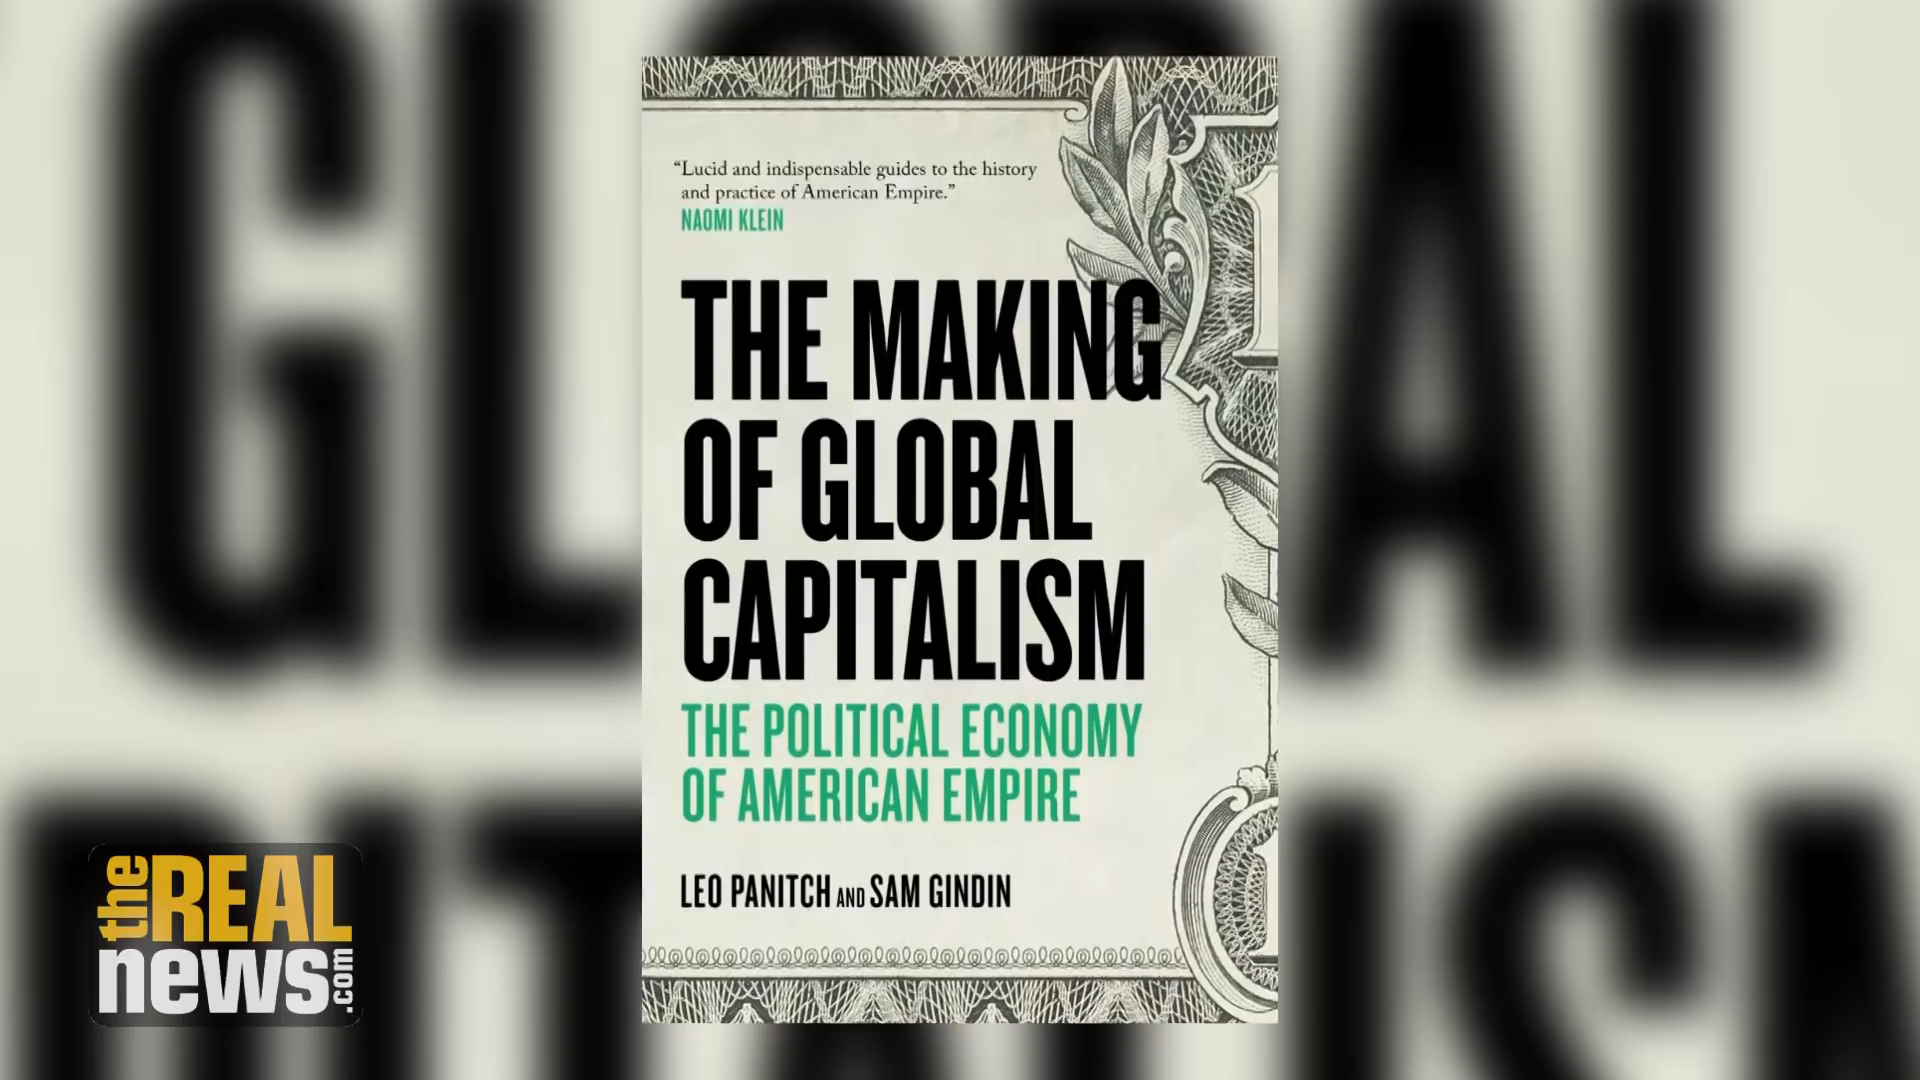 “Lucid and indispensable guides to the history
and practice of American Empire.”
NAOMI KLEIN
THE MAKING
OF GLOBAL
CAPITALISM
THE POLITICAL ECONOMY
OF AMERICAN EMPIRE
LEO PANITCH AND SAM GINDIN
the REAL
news.com